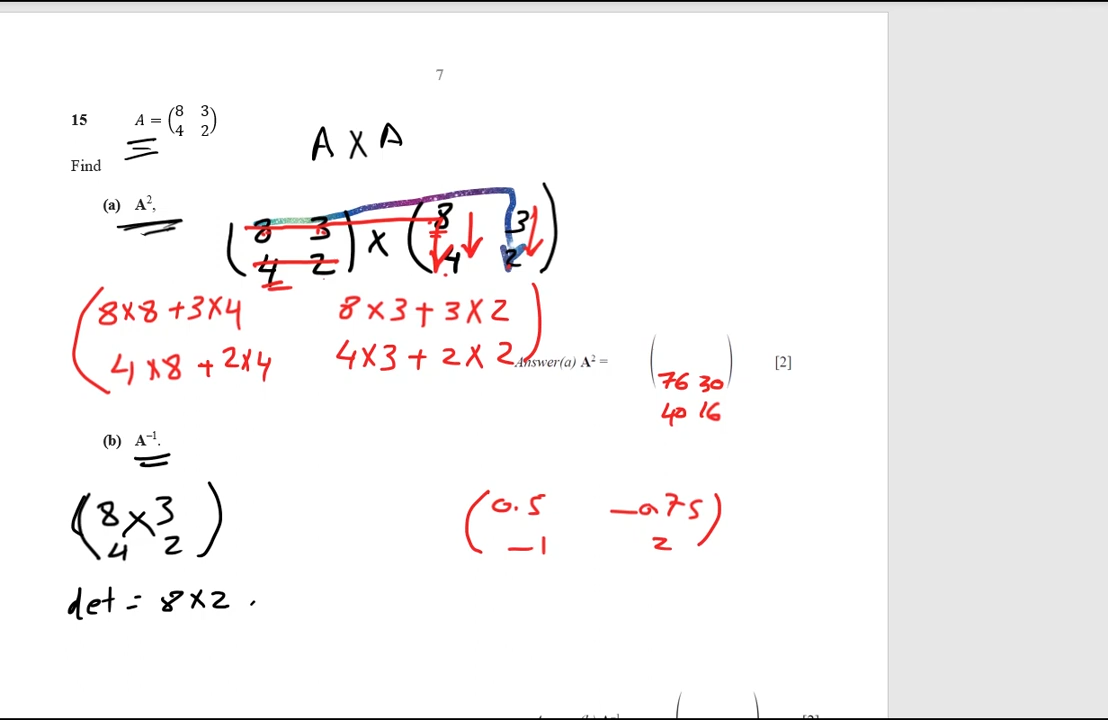 7
15 A = (8 3
4 2)
A X A
Find
(a) A²,
(8 3
4 2) X (8 3
4 2)
(8x8 + 3x4 8x3 + 3x2
4x8 + 2x4 4x3 + 2x2)
Answer(a) A² = ( ) [2]
76 30
40 16
(b) A⁻¹.
(8 x 3
4 2)
(0.5 -0.75
-1 2)
det = 8x2 .